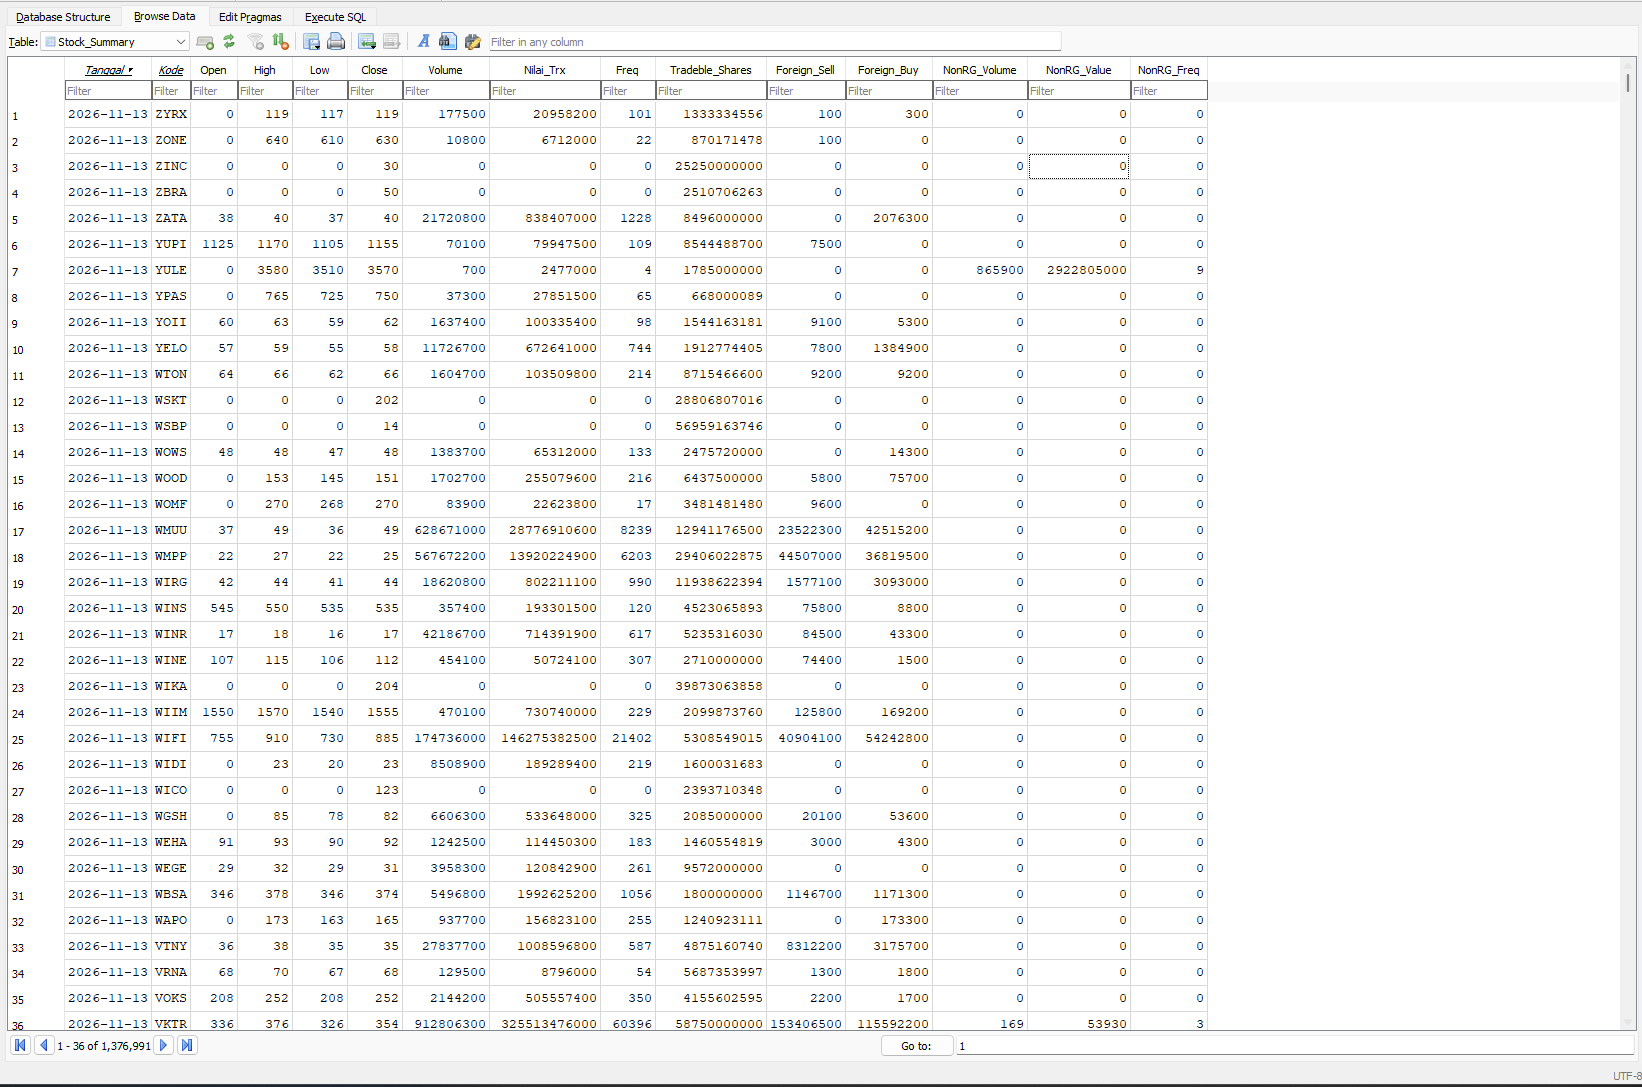 Database Structure Browse Data Edit Pragmas Execute SQL
Table: Stock_Summary Filter in any column
Tanggal Kode Open High Low Close Volume Nilai_Trx Freq Tradeble_Shares Foreign_Sell Foreign_Buy NonRG_Volume NonRG_Value NonRG_Freq
Filter Filter Filter Filter Filter Filter Filter Filter Filter Filter Filter Filter Filter Filter Filter
1 2026-11-13 ZYRX 0 119 117 119 177500 20958200 101 1333334556 100 300 0 0 0
2 2026-11-13 ZONE 0 640 610 630 10800 6712000 22 870171478 100 0 0 0 0
3 2026-11-13 ZINC 0 0 0 30 0 0 0 25250000000 0 0 0 0 0
4 2026-11-13 ZBRA 0 0 0 50 0 0 0 2510706263 0 0 0 0 0
5 2026-11-13 ZATA 38 40 37 40 21720800 838407000 1228 8496000000 0 2076300 0 0 0
6 2026-11-13 YUPI 1125 1170 1105 1155 70100 79947500 109 8544488700 7500 0 0 0 0
7 2026-11-13 YULE 0 3580 3510 3570 700 2477000 4 1785000000 0 0 865900 2922805000 9
8 2026-11-13 YPAS 0 765 725 750 37300 27851500 65 668000089 0 0 0 0 0
9 2026-11-13 YOII 60 63 59 62 1637400 100335400 98 1544163181 9100 5300 0 0 0
10 2026-11-13 YELO 57 59 55 58 11726700 672641000 744 1912774405 7800 1384900 0 0 0
11 2026-11-13 WTON 64 66 62 66 1604700 103509800 214 8715466600 9200 9200 0 0 0
12 2026-11-13 WSKT 0 0 0 202 0 0 0 28806807016 0 0 0 0 0
13 2026-11-13 WSBP 0 0 0 14 0 0 0 56959163746 0 0 0 0 0
14 2026-11-13 WOWS 48 48 47 48 1383700 65312000 133 2475720000 0 14300 0 0 0
15 2026-11-13 WOOD 0 153 145 151 1702700 255079600 216 6437500000 5800 75700 0 0 0
16 2026-11-13 WOMF 0 270 268 270 83900 22623800 17 3481481480 9600 0 0 0 0
17 2026-11-13 WMUU 37 49 36 49 628671000 28776910600 8239 12941176500 23522300 42515200 0 0 0
18 2026-11-13 WMPP 22 27 22 25 567672200 13920224900 6203 29406022875 44507000 36819500 0 0 0
19 2026-11-13 WIRG 42 44 41 44 18620800 802211100 990 11938622394 1577100 3093000 0 0 0
20 2026-11-13 WINS 545 550 535 535 357400 193301500 120 4523065893 75800 8800 0 0 0
21 2026-11-13 WINR 17 18 16 17 42186700 714391900 617 5235316030 84500 43300 0 0 0
22 2026-11-13 WINE 107 115 106 112 454100 50724100 307 2710000000 74400 1500 0 0 0
23 2026-11-13 WIKA 0 0 0 204 0 0 0 39873063858 0 0 0 0 0
24 2026-11-13 WIIM 1550 1570 1540 1555 470100 730740000 229 2099873760 125800 169200 0 0 0
25 2026-11-13 WIFI 755 910 730 885 174736000 146275382500 21402 5308549015 40904100 54242800 0 0 0
26 2026-11-13 WIDI 0 23 20 23 8508900 189289400 219 1600031683 0 0 0 0 0
27 2026-11-13 WICO 0 0 0 123 0 0 0 2393710348 0 0 0 0 0
28 2026-11-13 WGSH 0 85 78 82 6606300 533648000 325 2085000000 20100 53600 0 0 0
29 2026-11-13 WEHA 91 93 90 92 1242500 114450300 183 1460554819 3000 4300 0 0 0
30 2026-11-13 WEGE 29 32 29 31 3958300 120842900 261 9572000000 0 0 0 0 0
31 2026-11-13 WBSA 346 378 346 374 5496800 1992625200 1056 1800000000 1146700 1171300 0 0 0
32 2026-11-13 WAPO 0 173 163 165 937700 156823100 255 1240923111 0 173300 0 0 0
33 2026-11-13 VTNY 36 38 35 35 27837700 1008596800 587 4875160740 8312200 3175700 0 0 0
34 2026-11-13 VRNA 68 70 67 68 129500 8796000 54 5687353997 1300 1800 0 0 0
35 2026-11-13 VOKS 208 252 208 252 2144200 505557400 350 4155602595 2200 1700 0 0 0
36 2026-11-13 VKTR 336 376 326 354 912806300 325513476000 60396 58750000000 153406500 115592200 169 53930 3
1 - 36 of 1,376,991 Go to: 1
UTF-8